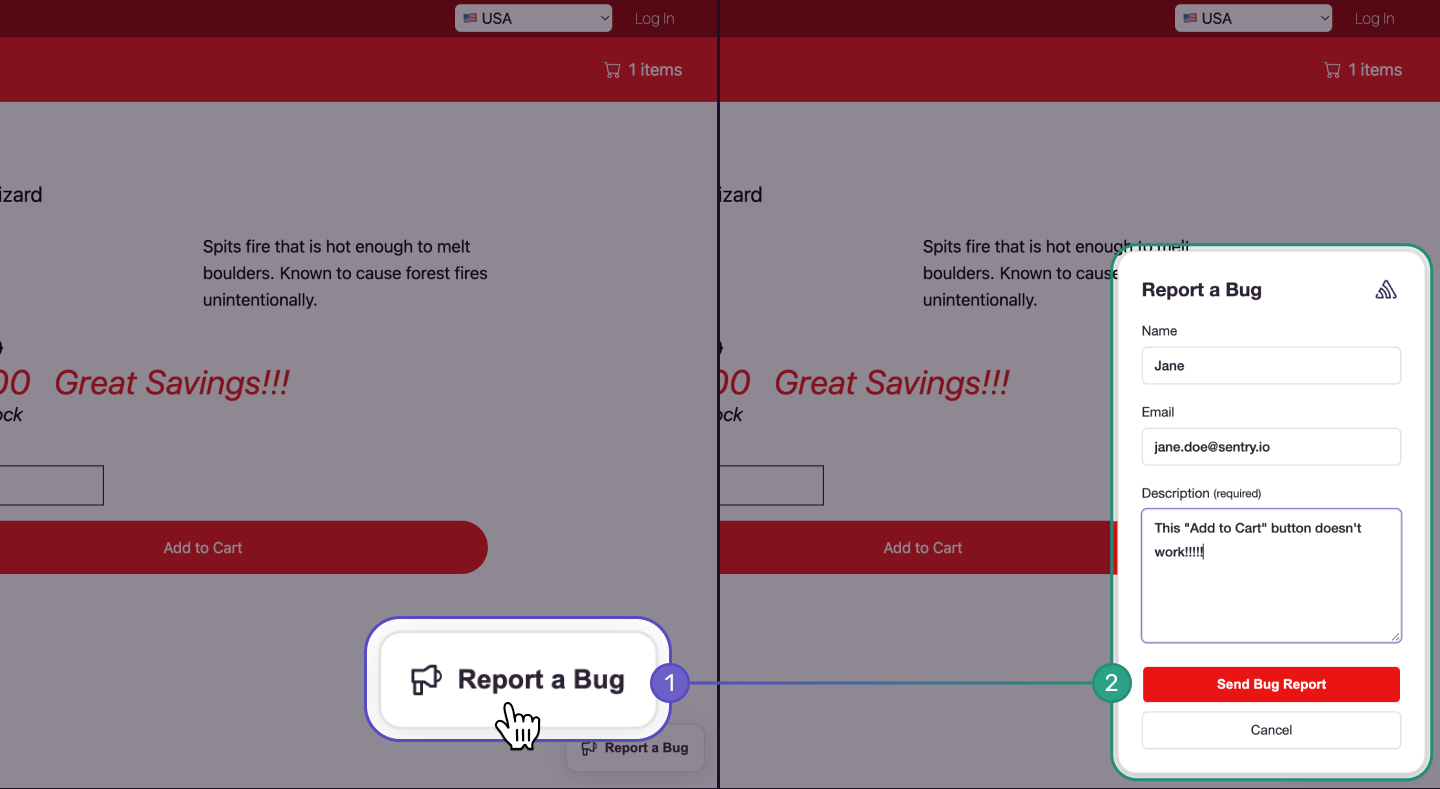 USA
Log In
1 items
izard
Spits fire that is hot enough to melt
boulders. Known to cause forest fires
unintentionally.
00 Great Savings!!!
ock
Add to Cart
Report a Bug
1
Report a Bug
USA
Log In
1 items
izard
Spits fire that is hot enough to melt
boulders. Known to cause
unintentionally.
00 Great Savings!!!
ock
Add to Cart
Report a Bug
Name
Jane
Email
jane.doe@sentry.io
Description (required)
This "Add to Cart" button doesn't
work!!!!!
2
Send Bug Report
Cancel